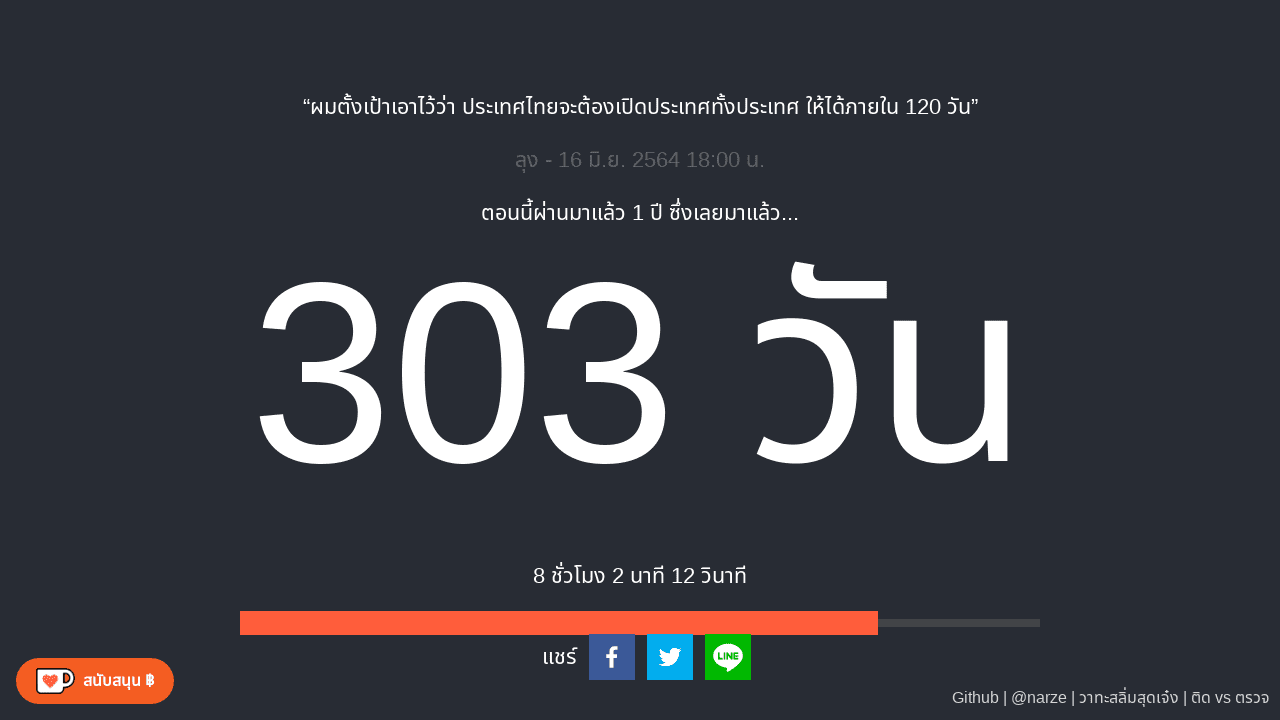 “ผมตั้งเป้าเอาไว้ว่า ประเทศไทยจะต้องเปิดประเทศทั้งประเทศ ให้ได้ภายใน 120 วัน”
ลุง - 16 มิ.ย. 2564 18:00 น.
ตอนนี้ผ่านมาแล้ว 1 ปี ซึ่งเลยมาแล้ว...
303 วัน
8 ชั่วโมง 2 นาที 12 วินาที
แชร์
LINE
สนับสนุน ฿
Github | @narze | วาทะสลิ่มสุดเจ๋ง | ติด vs ตรวจ